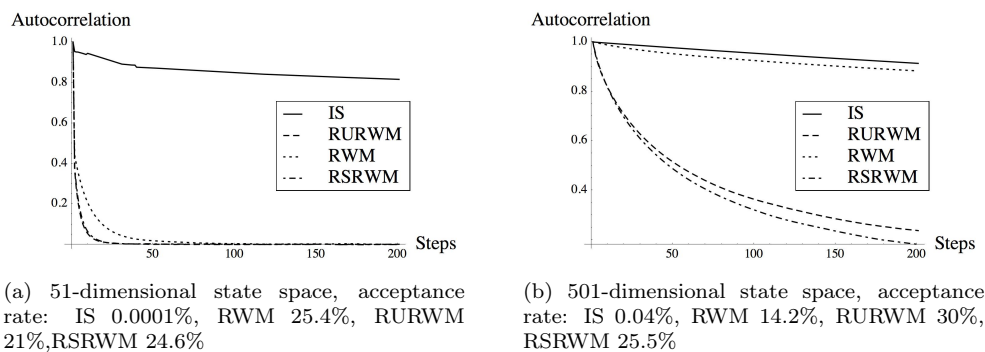 Autocorrelation
1.0
0.8
0.6
0.4
0.2
50
100
150
200
Steps
IS
RURWM
RWM
RSRWM
(a) 51-dimensional state space, acceptance
rate: IS 0.0001%, RWM 25.4%, RURWM
21%,RSRWM 24.6%
Autocorrelation
1.0
0.8
0.6
0.4
50
100
150
200
Steps
IS
RURWM
RWM
RSRWM
(b) 501-dimensional state space, acceptance
rate: IS 0.04%, RWM 14.2%, RURWM 30%,
RSRWM 25.5%